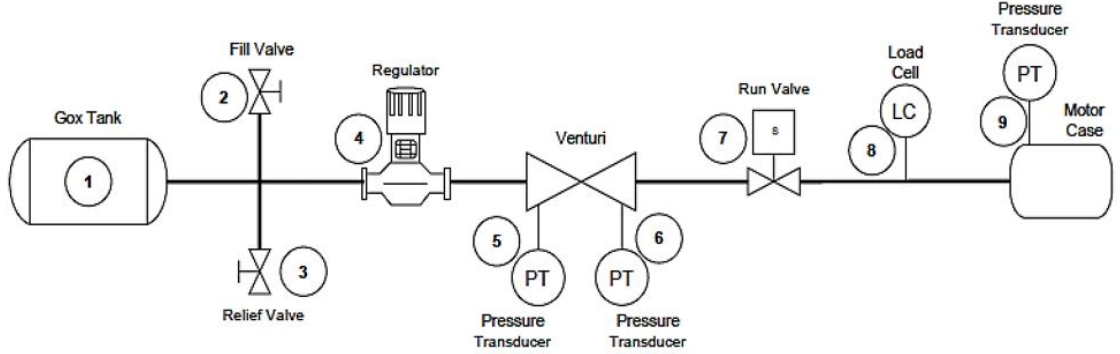 Gox Tank
1
Fill Valve
2
Relief Valve
3
Regulator
4
Venturi
5
PT
Pressure
Transducer
6
PT
Pressure
Transducer
Run Valve
7
s
Load
Cell
LC
8
Pressure
Transducer
PT
9
Motor
Case